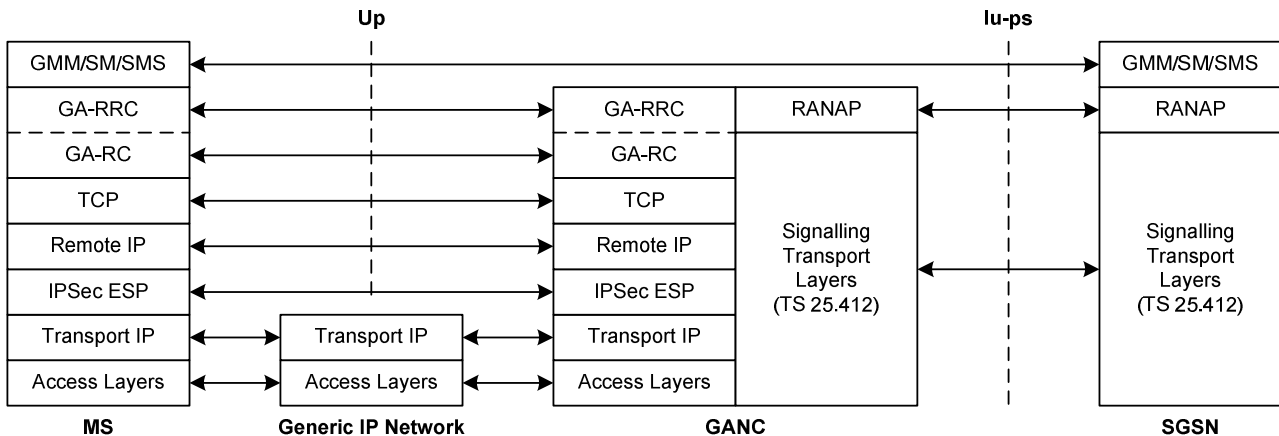 Up
Iu-ps
GMM/SM/SMS
GMM/SM/SMS
GA-RRC
GA-RRC
RANAP
RANAP
GA-RC
GA-RC
TCP
TCP
Remote IP
Remote IP
Signalling
Transport
Layers
(TS 25.412)
Signalling
Transport
Layers
(TS 25.412)
IPSec ESP
IPSec ESP
Transport IP
Transport IP
Transport IP
Access Layers
Access Layers
Access Layers
MS
Generic IP Network
GANC
SGSN